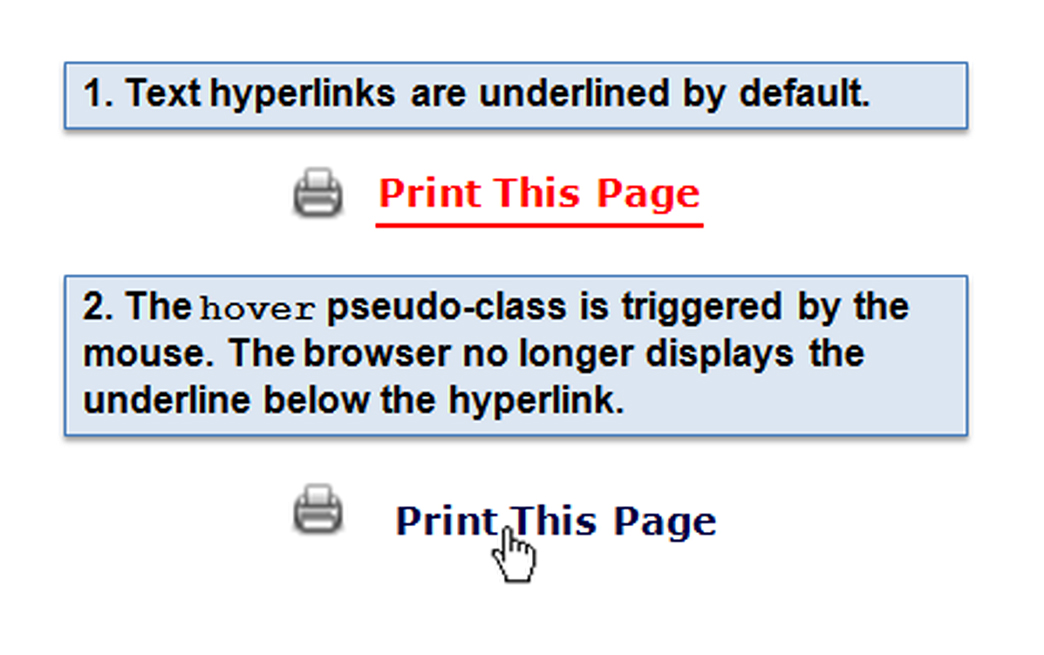 1. Text hyperlinks are underlined by default.
Print This Page
2. The hover pseudo-class is triggered by the
mouse. The browser no longer displays the
underline below the hyperlink.
Print This Page